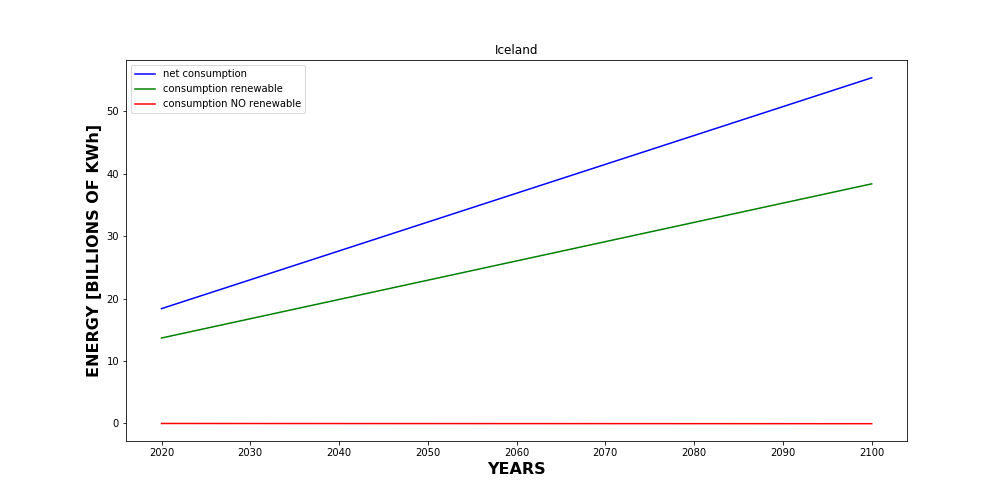 Iceland
net consumption
consumption renewable
consumption NO renewable
ENERGY [BILLIONS OF KWh]
50
40
30
20
10
0
2020 2030 2040 2050 2060 2070 2080 2090 2100
YEARS